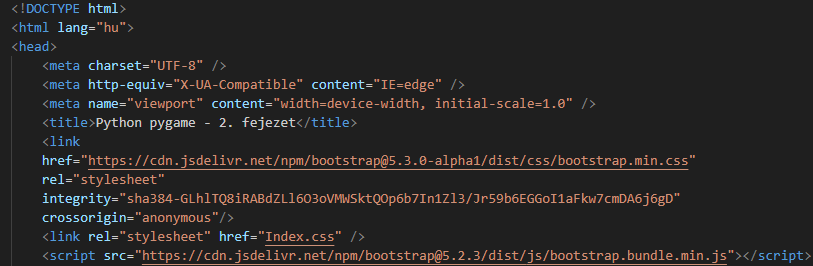 <!DOCTYPE html>
<html lang="hu">
<head>
<meta charset="UTF-8" />
<meta http-equiv="X-UA-Compatible" content="IE=edge" />
<meta name="viewport" content="width=device-width, initial-scale=1.0" />
<title>Python pygame - 2. fejezet</title>
<link
href="https://cdn.jsdelivr.net/npm/bootstrap@5.3.0-alpha1/dist/css/bootstrap.min.css"
rel="stylesheet"
integrity="sha384-GLhlTQ8iRABdZLl6O3oVMWSktQOp6b7In1Zl3/Jr59b6EGGoI1aFkw7cmDA6j6gD"
crossorigin="anonymous"/>
<link rel="stylesheet" href="Index.css" />
<script src="https://cdn.jsdelivr.net/npm/bootstrap@5.2.3/dist/js/bootstrap.bundle.min.js"></script>